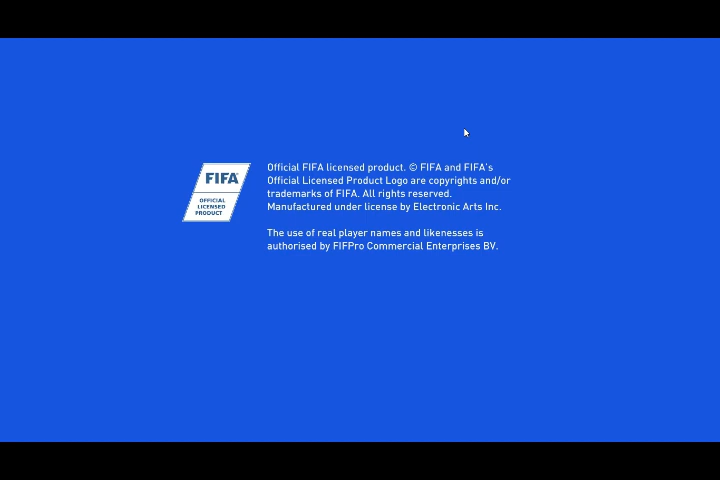 FIFA
OFFICIAL
LICENSED
PRODUCT
Official FIFA licensed product. © FIFA and FIFA's
Official Licensed Product Logo are copyrights and/or
trademarks of FIFA. All rights reserved.
Manufactured under license by Electronic Arts Inc.
The use of real player names and likenesses is
authorised by FIFPro Commercial Enterprises BV.